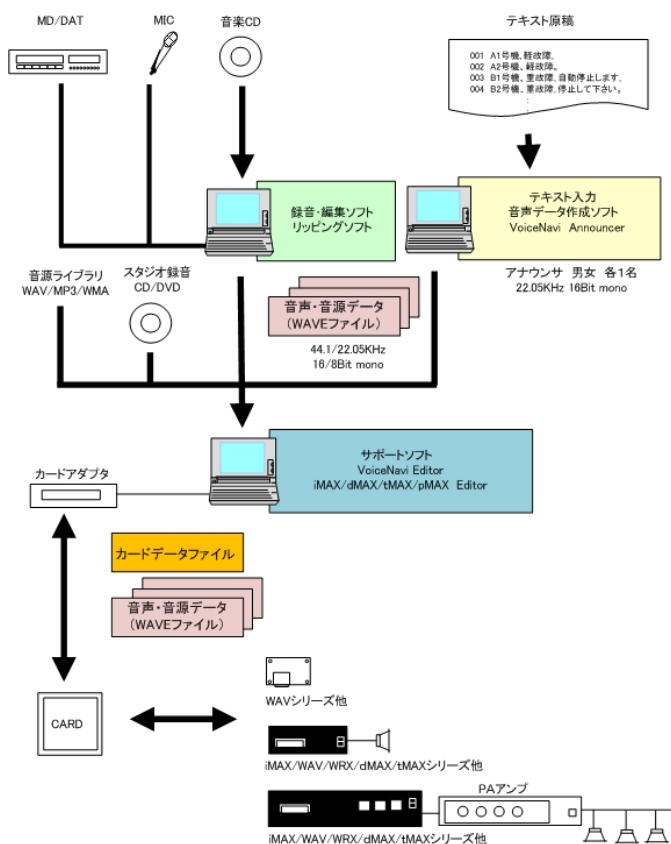 MD/DAT
MIC
音楽CD
テキスト原稿
001 A1号機、軽故障.
002 A2号機、軽故障。
003 B1号機、重故障.自動停止します.
004 B2号機、重故障.停止して下さい。
:
録音・編集ソフト
リッピングソフト
テキスト入力
音声データ作成ソフト
VoiceNavi Announcer
アナウンサ 男女 各1名
22.05KHz 16Bit mono
音源ライブラリ
WAV/MP3/WMA
スタジオ録音
CD/DVD
音声・音源データ
(WAVEファイル)
44.1/22.05KHz
16/8Bit mono
サポートソフト
VoiceNavi Editor
iMAX/dMAX/tMAX/pMAX Editor
カードアダプタ
カードデータファイル
音声・音源データ
(WAVEファイル)
CARD
WAVシリーズ他
iMAX/WAV/WRX/dMAX/tMAXシリーズ他
PAアンプ
iMAX/WAV/WRX/dMAX/tMAXシリーズ他